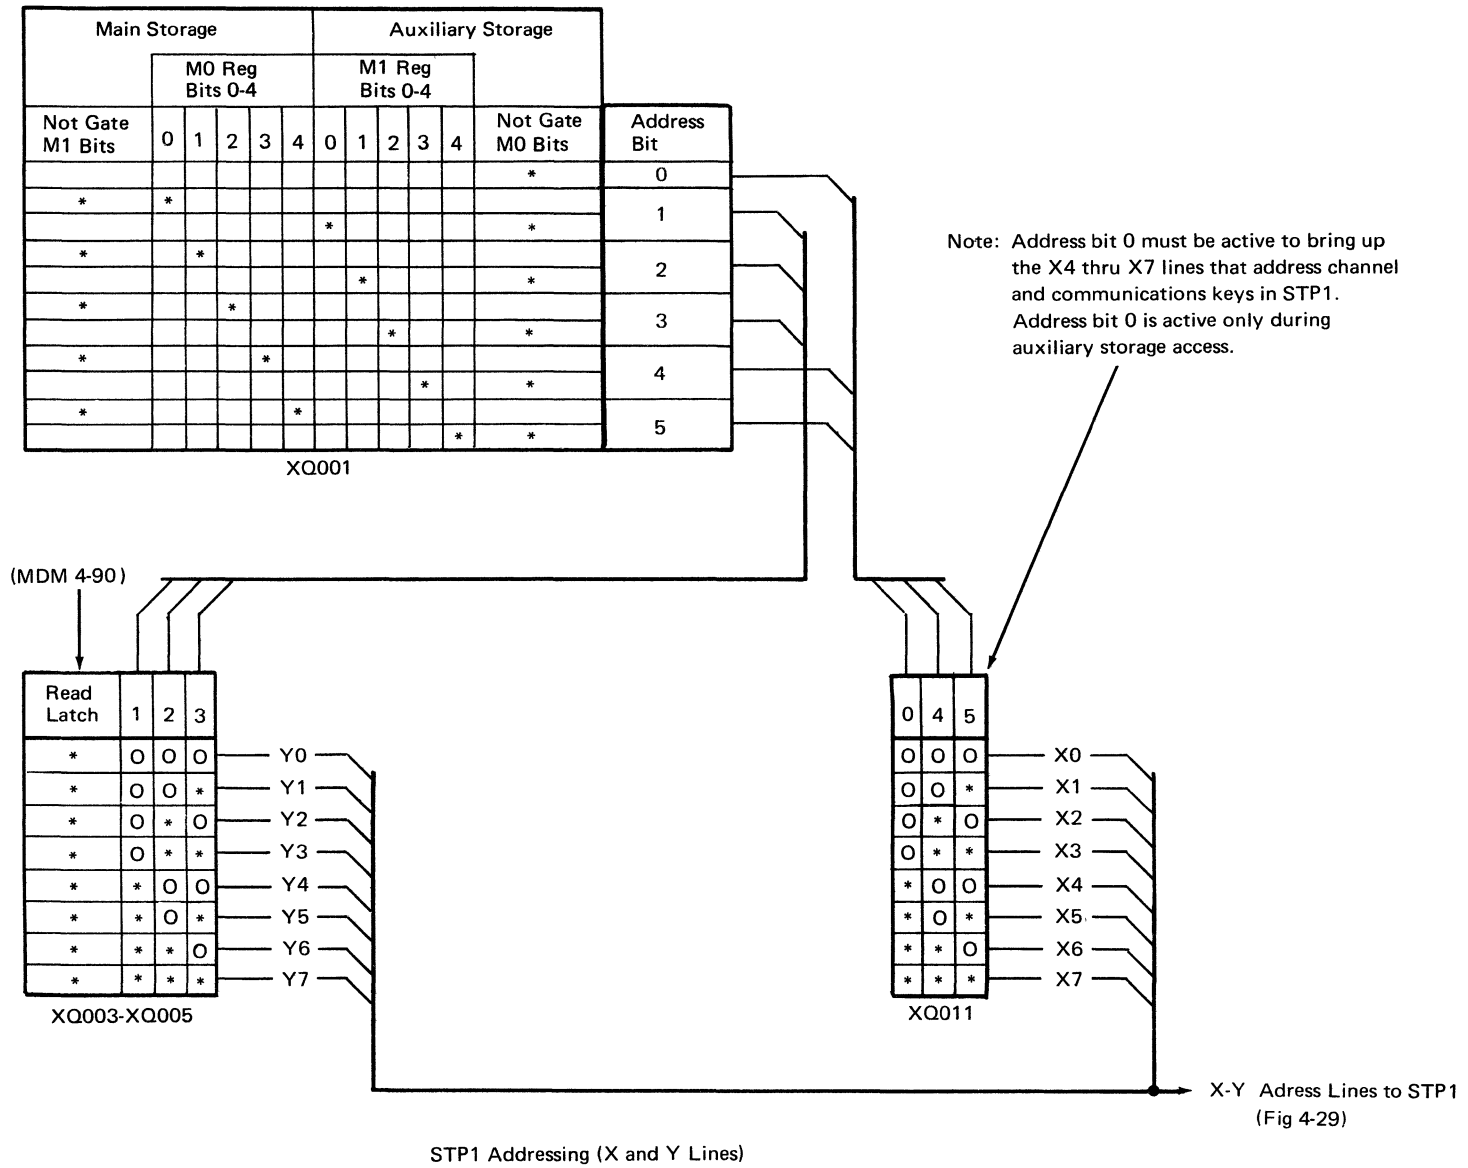 Main Storage Auxiliary Storage
M0 Reg M1 Reg
Bits 0-4 Bits 0-4
Not Gate 0 1 2 3 4 0 1 2 3 4 Not Gate Address
M1 Bits M0 Bits Bit
* 0
* *
1
* *
* *
2
* *
* *
3
* *
* *
4
* *
* *
5
* *
XQ001
Note: Address bit 0 must be active to bring up
the X4 thru X7 lines that address channel
and communications keys in STP1.
Address bit 0 is active only during
auxiliary storage access.
(MDM 4-90)
Read
Latch 1 2 3
* O O O Y0
* O O * Y1
* O * O Y2
* O * * Y3
* * O O Y4
* * O * Y5
* * * O Y6
* * * * Y7
XQ003-XQ005
0 4 5
O O O X0
O O * X1
O * O X2
O * * X3
* O O X4
* O * X5
* * O X6
* * * X7
XQ011
X-Y Adress Lines to STP1
(Fig 4-29)
STP1 Addressing (X and Y Lines)